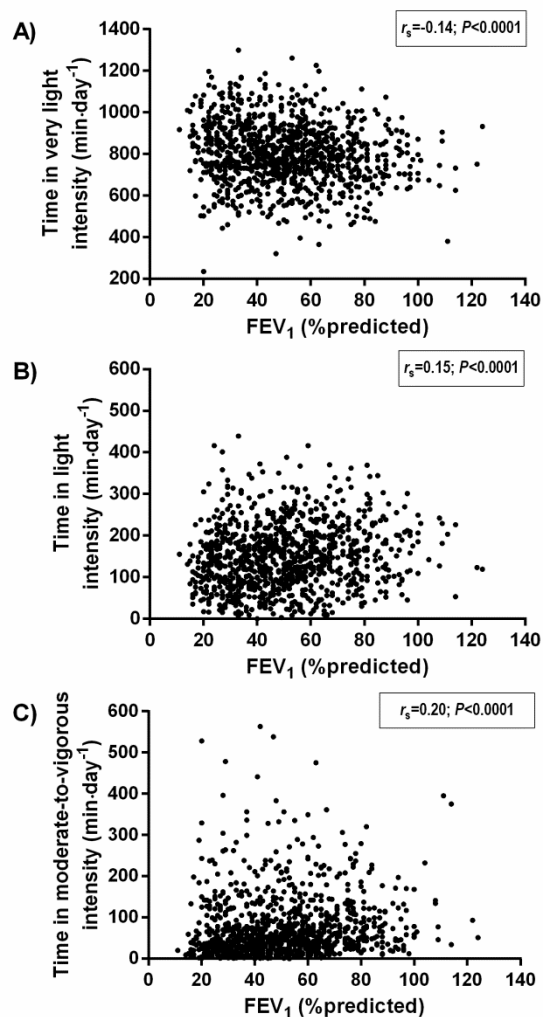 A)
r_s=-0.14; P<0.0001
Time in very light
intensity (min·day⁻¹)
1400
1200
1000
800
600
400
200
0 20 40 60 80 100 120 140
FEV₁ (%predicted)
B)
r_s=0.15; P<0.0001
Time in light
intensity (min·day⁻¹)
600
500
400
300
200
100
0
0 20 40 60 80 100 120 140
FEV₁ (%predicted)
C)
r_s=0.20; P<0.0001
Time in moderate-to-vigorous
intensity (min·day⁻¹)
600
500
400
300
200
100
0
0 20 40 60 80 100 120 140
FEV₁ (%predicted)